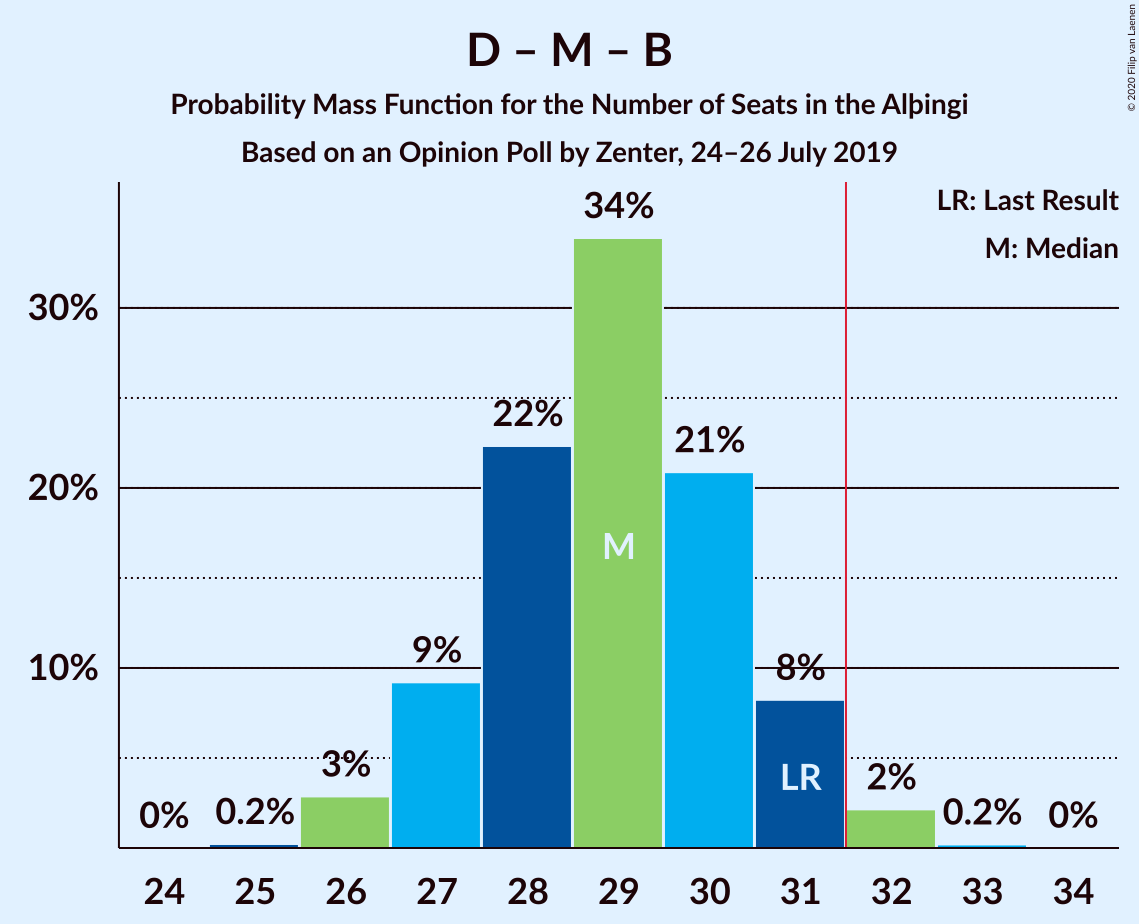 D – M – B
Probability Mass Function for the Number of Seats in the Alþingi
Based on an Opinion Poll by Zenter, 24–26 July 2019
© 2020 Filip van Laenen
LR: Last Result
M: Median
34%
30%
22%
21%
20%
M
9%
10%
8%
3%
LR
2%
0%
0.2%
0.2%
0%
24 25 26 27 28 29 30 31 32 33 34